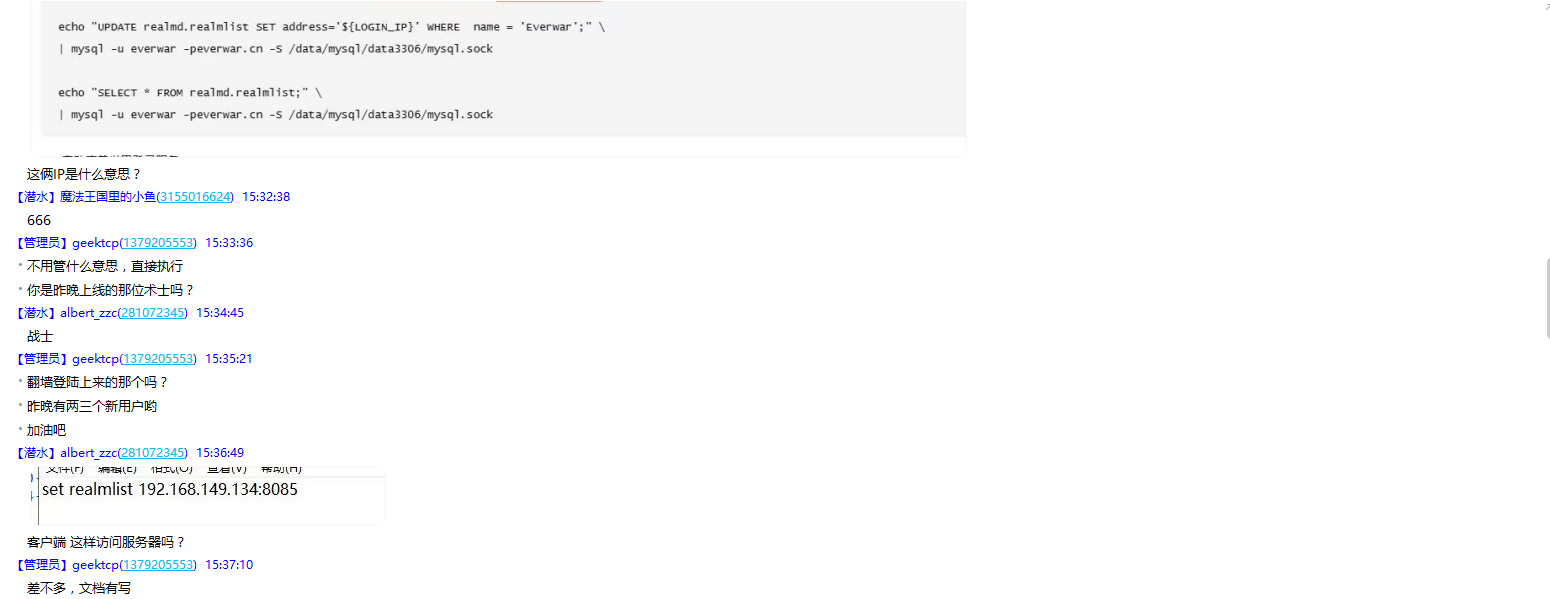 echo "UPDATE realmd.realmlist SET address='${LOGIN_IP}' WHERE  name = 'Everwar';" \
| mysql -u everwar -peverwar.cn -S /data/mysql/data3306/mysql.sock
echo "SELECT * FROM realmd.realmlist;" \
| mysql -u everwar -peverwar.cn -S /data/mysql/data3306/mysql.sock
这俩IP是什么意思？
【潜水】魔法王国里的小鱼(3155016624)  15:32:38
666
【管理员】geektcp(1379205553)  15:33:36
不用管什么意思，直接执行
你是昨晚上线的那位术士吗？
【潜水】albert_zzc(281072345)  15:34:45
战士
【管理员】geektcp(1379205553)  15:35:21
翻墙登陆上来的那个吗？
昨晚有两三个新用户哟
加油吧
【潜水】albert_zzc(281072345)  15:36:49
文件(F)  编辑(E)  格式(O)  查看(V)  帮助(H)
set realmlist 192.168.149.134:8085
客户端 这样访问服务器吗？
【管理员】geektcp(1379205553)  15:37:10
差不多，文档有写